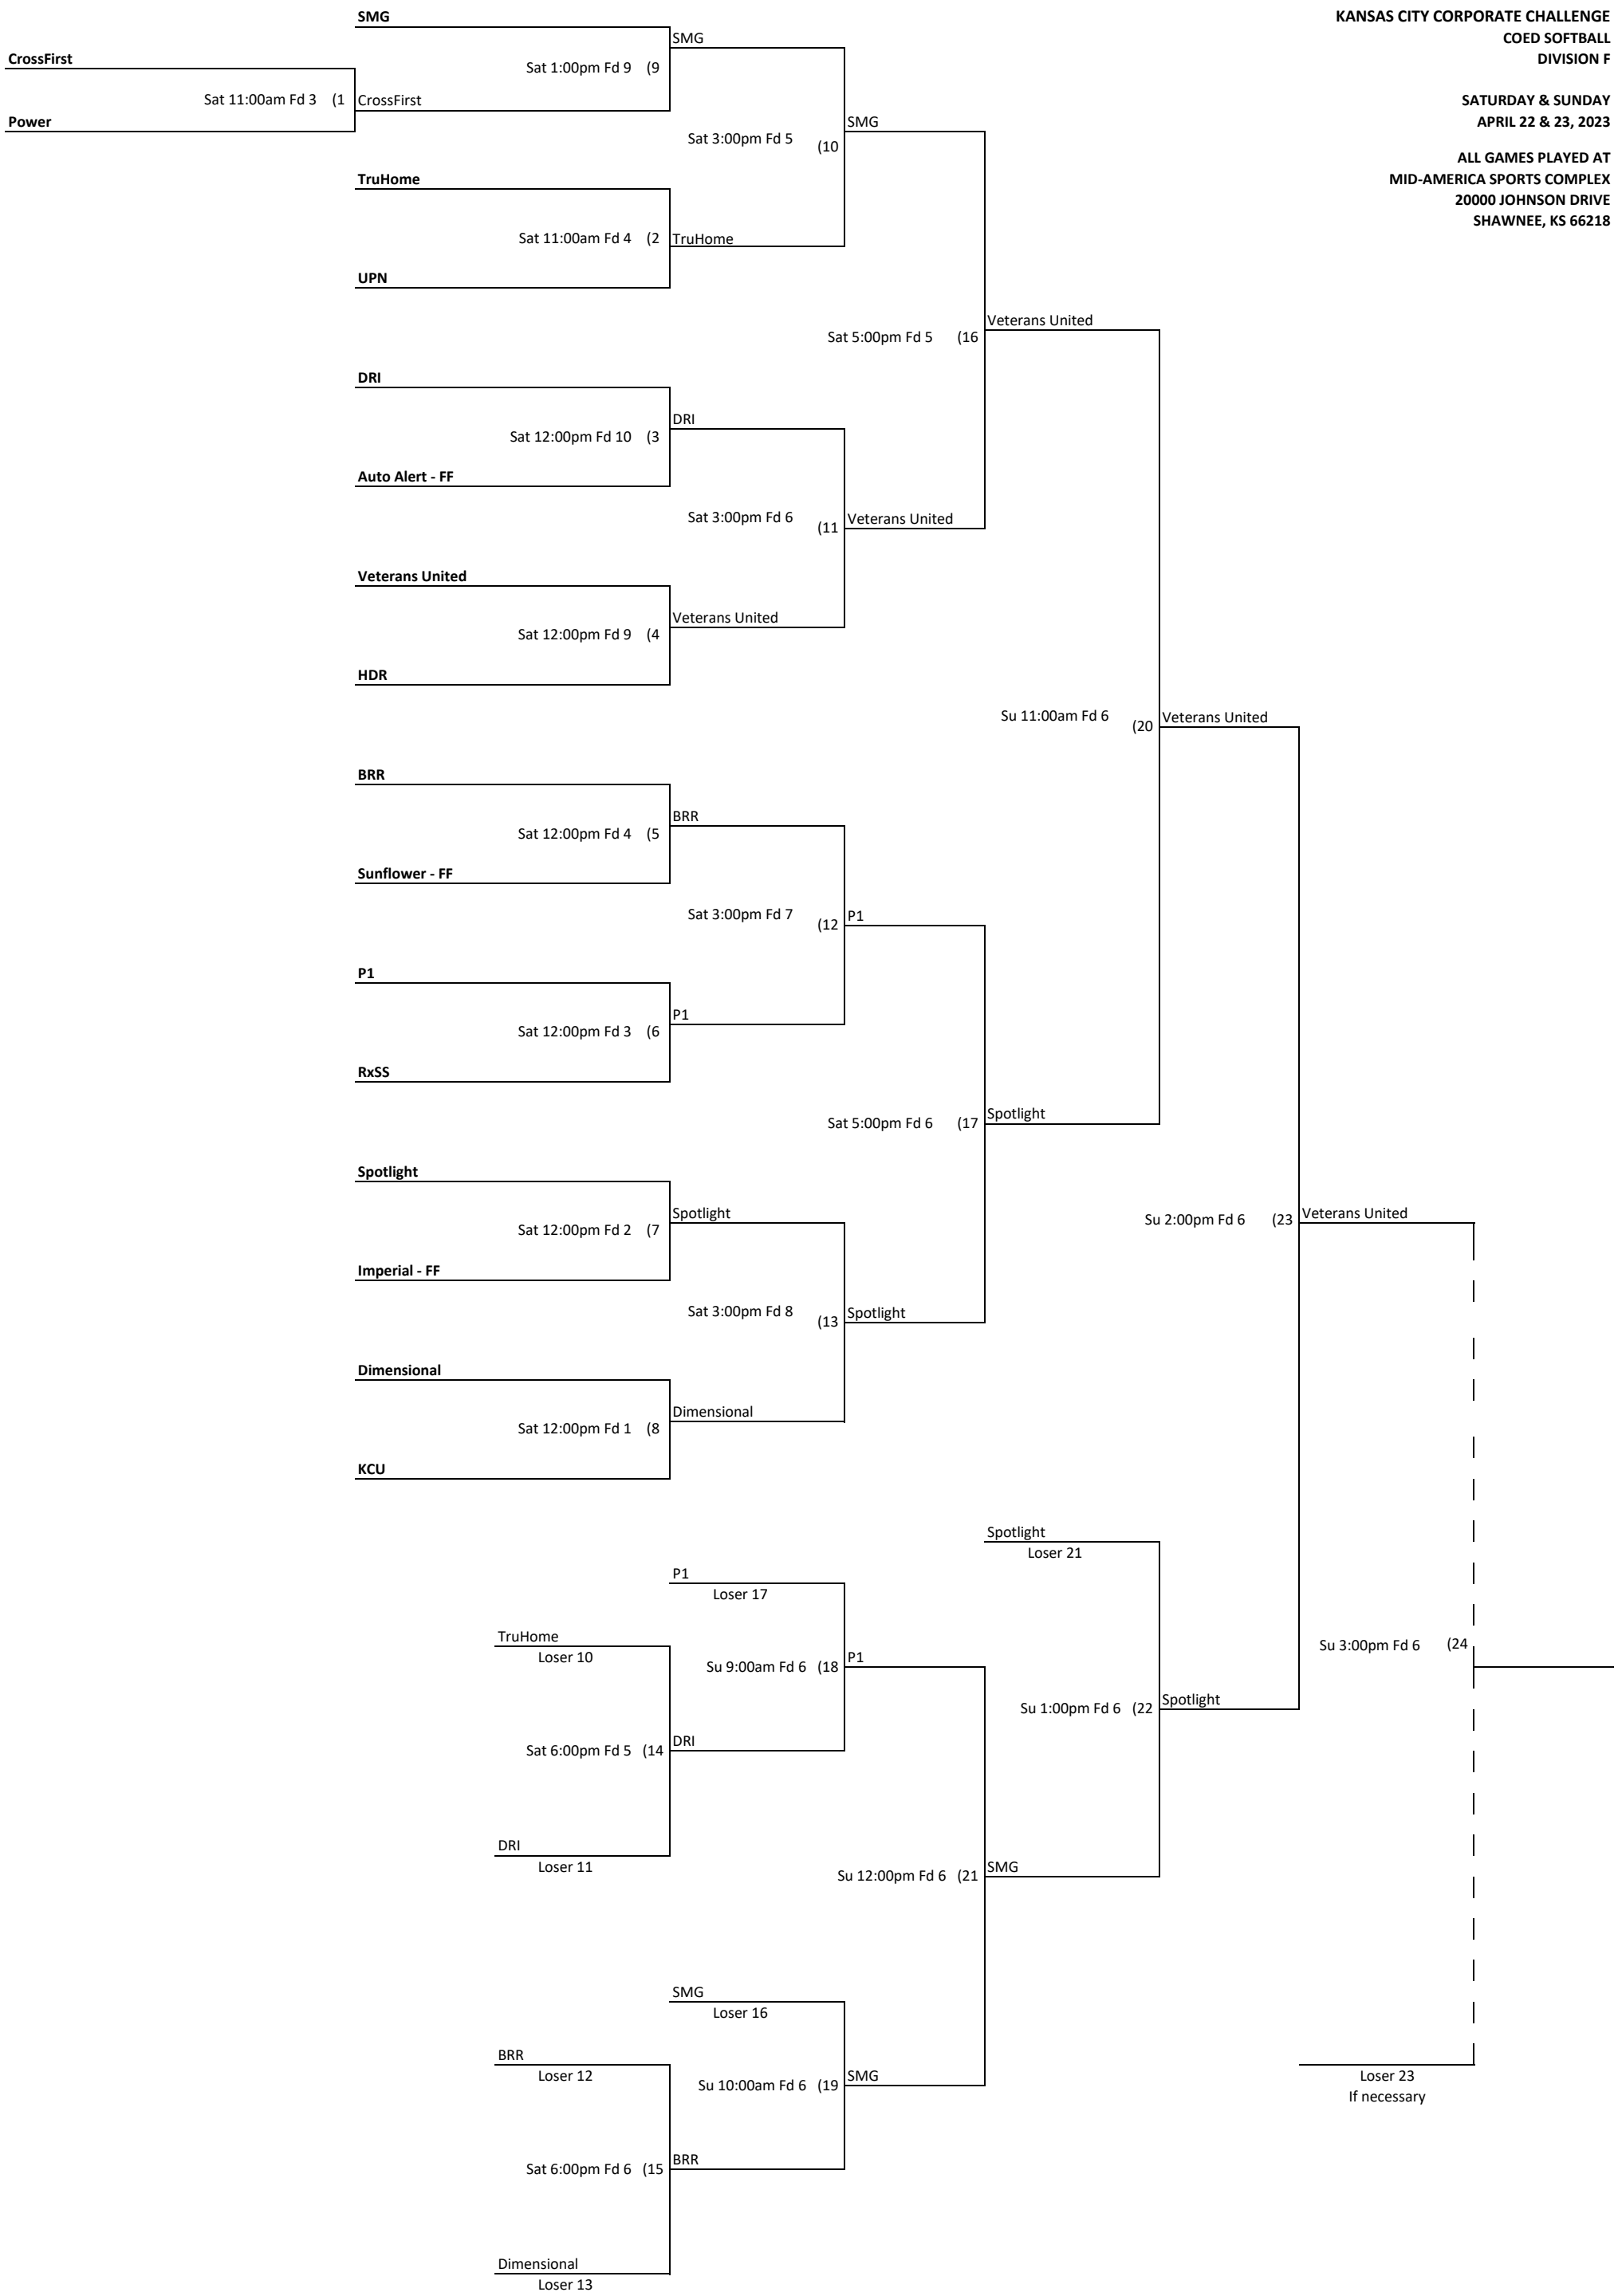 SMG
KANSAS CITY CORPORATE CHALLENGE
COED SOFTBALL
DIVISION F
SATURDAY & SUNDAY
APRIL 22 & 23, 2023
ALL GAMES PLAYED AT
MID-AMERICA SPORTS COMPLEX
20000 JOHNSON DRIVE
SHAWNEE, KS 66218
SMG
CrossFirst
Sat 1:00pm Fd 9 (9
Sat 11:00am Fd 3 (1
CrossFirst
Power
SMG
Sat 3:00pm Fd 5 (10
TruHome
Sat 11:00am Fd 4 (2
TruHome
UPN
Veterans United
Sat 5:00pm Fd 5 (16
DRI
DRI
Sat 12:00pm Fd 10 (3
Auto Alert - FF
Sat 3:00pm Fd 6 (11
Veterans United
Veterans United
Veterans United
Sat 12:00pm Fd 9 (4
HDR
Su 11:00am Fd 6 (20
Veterans United
BRR
BRR
Sat 12:00pm Fd 4 (5
Sunflower - FF
Sat 3:00pm Fd 7 (12
P1
P1
P1
Sat 12:00pm Fd 3 (6
RxSS
Sat 5:00pm Fd 6 (17
Spotlight
Spotlight
Spotlight
Sat 12:00pm Fd 2 (7
Su 2:00pm Fd 6 (23
Veterans United
Imperial - FF
Sat 3:00pm Fd 8 (13
Spotlight
Dimensional
Dimensional
Sat 12:00pm Fd 1 (8
KCU
Spotlight
Loser 21
P1
Loser 17
TruHome
Loser 10
Su 9:00am Fd 6 (18
P1
Su 3:00pm Fd 6 (24
Su 1:00pm Fd 6 (22
Spotlight
Sat 6:00pm Fd 5 (14
DRI
DRI
Loser 11
Su 12:00pm Fd 6 (21
SMG
SMG
Loser 16
BRR
Loser 12
Su 10:00am Fd 6 (19
SMG
Loser 23
If necessary
Sat 6:00pm Fd 6 (15
BRR
Dimensional
Loser 13